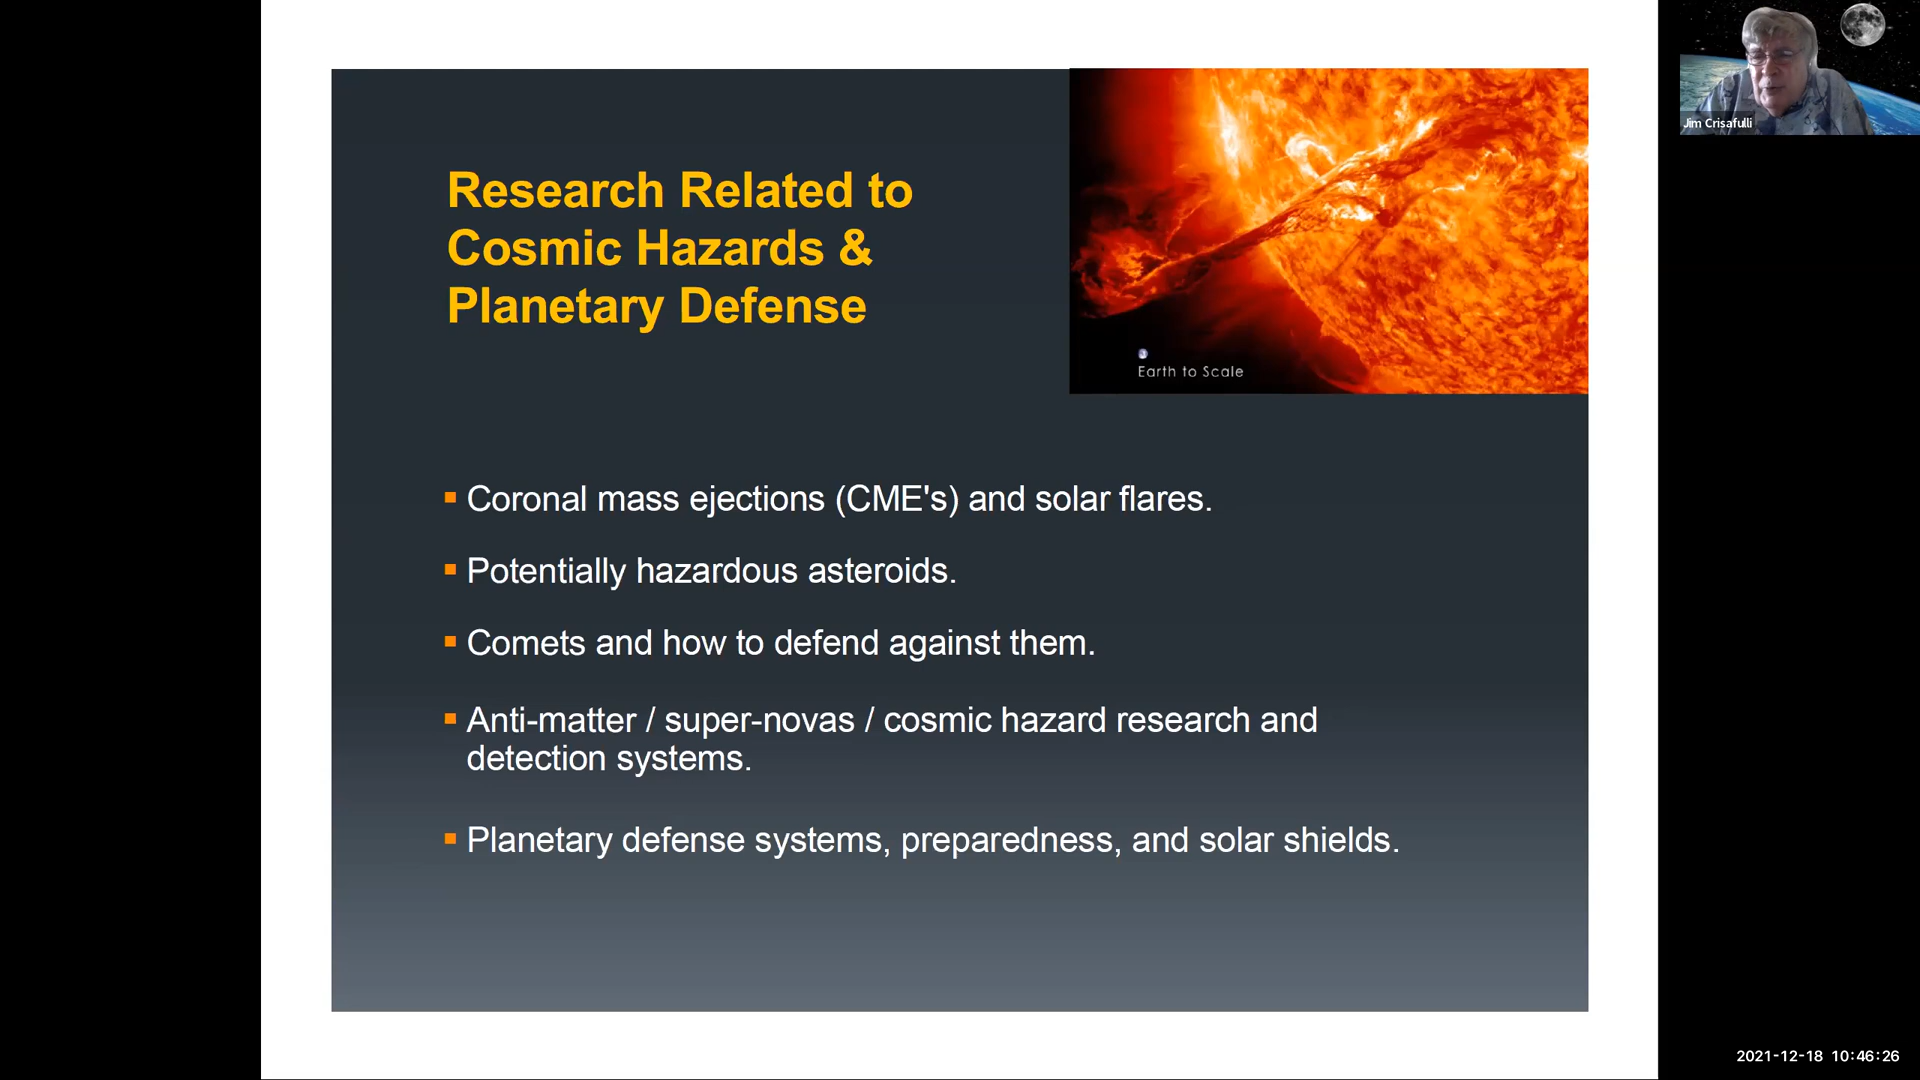 Research Related to
Cosmic Hazards &
Planetary Defense
Earth to Scale
Jim Crisafulli
▪ Coronal mass ejections (CME's) and solar flares.
▪ Potentially hazardous asteroids.
▪ Comets and how to defend against them.
▪ Anti-matter / super-novas / cosmic hazard research and
detection systems.
▪ Planetary defense systems, preparedness, and solar shields.
2021-12-18 10:46:26